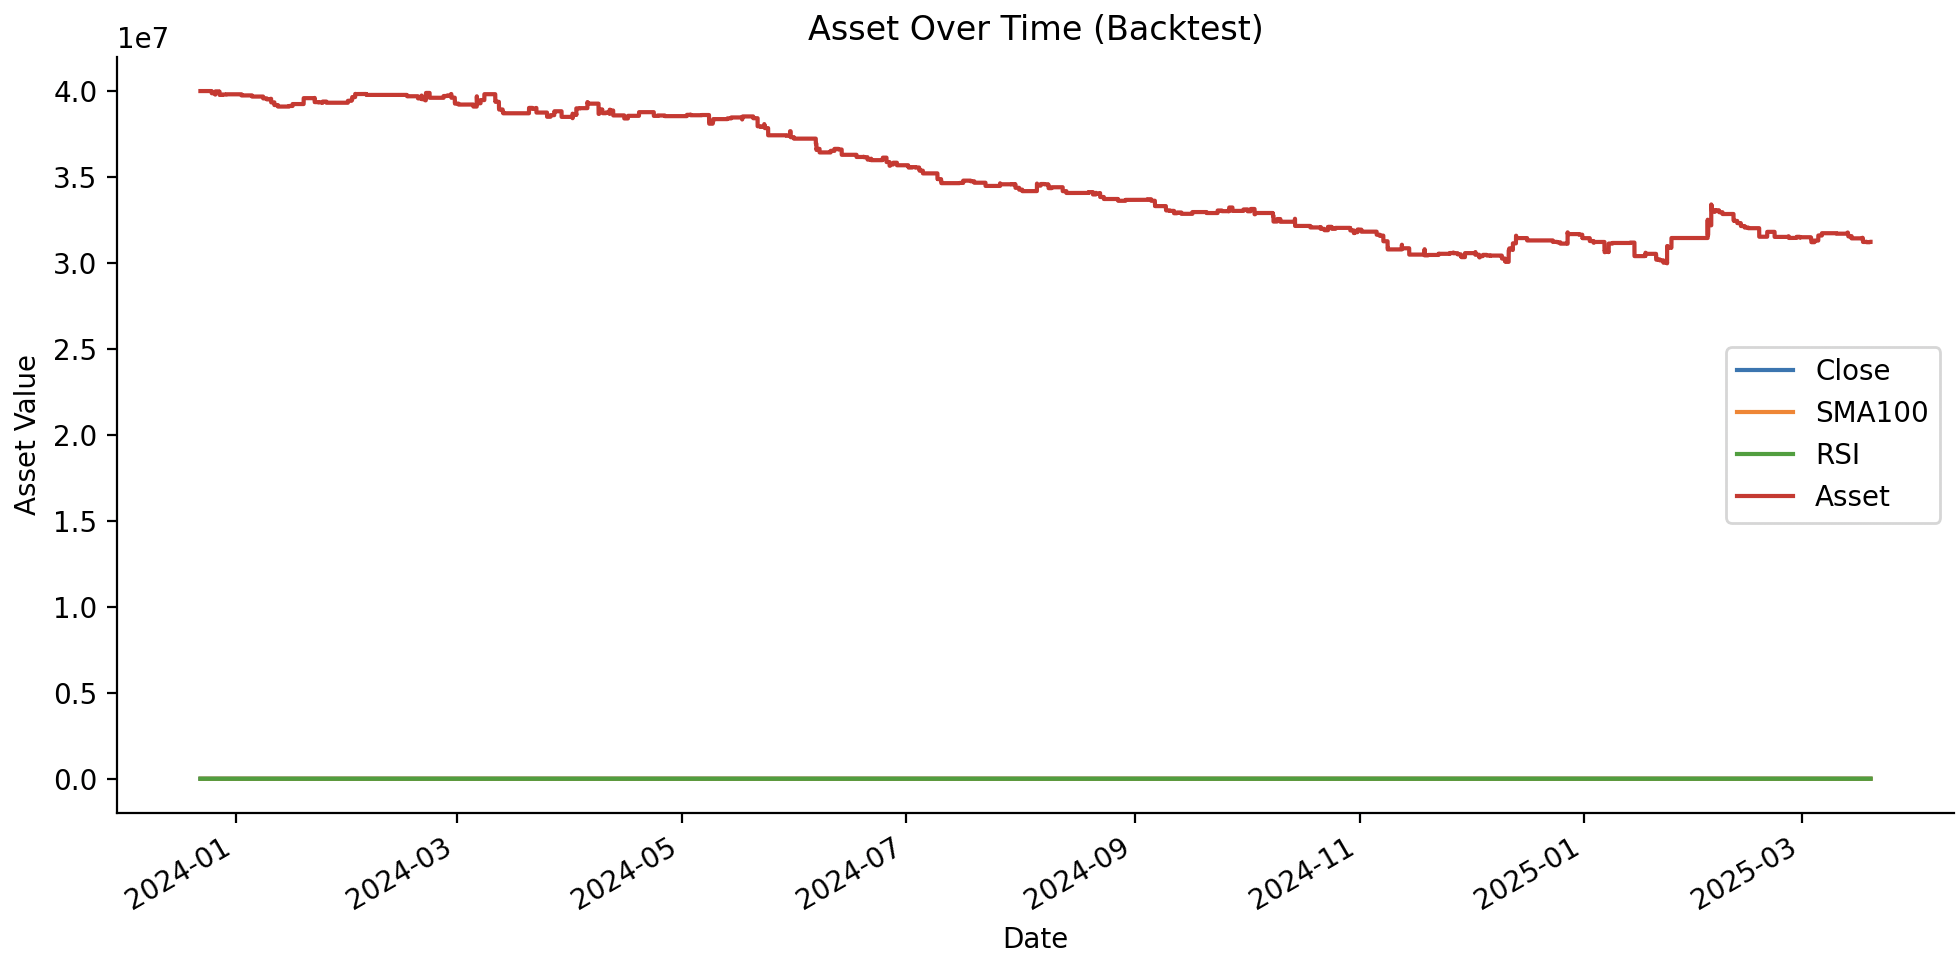 Asset Over Time (Backtest)
1e7
4.0
3.5
3.0
2.5
2.0
1.5
1.0
0.5
0.0
Asset Value
Close
SMA100
RSI
Asset
2024-01
2024-03
2024-05
2024-07
2024-09
2024-11
2025-01
2025-03
Date